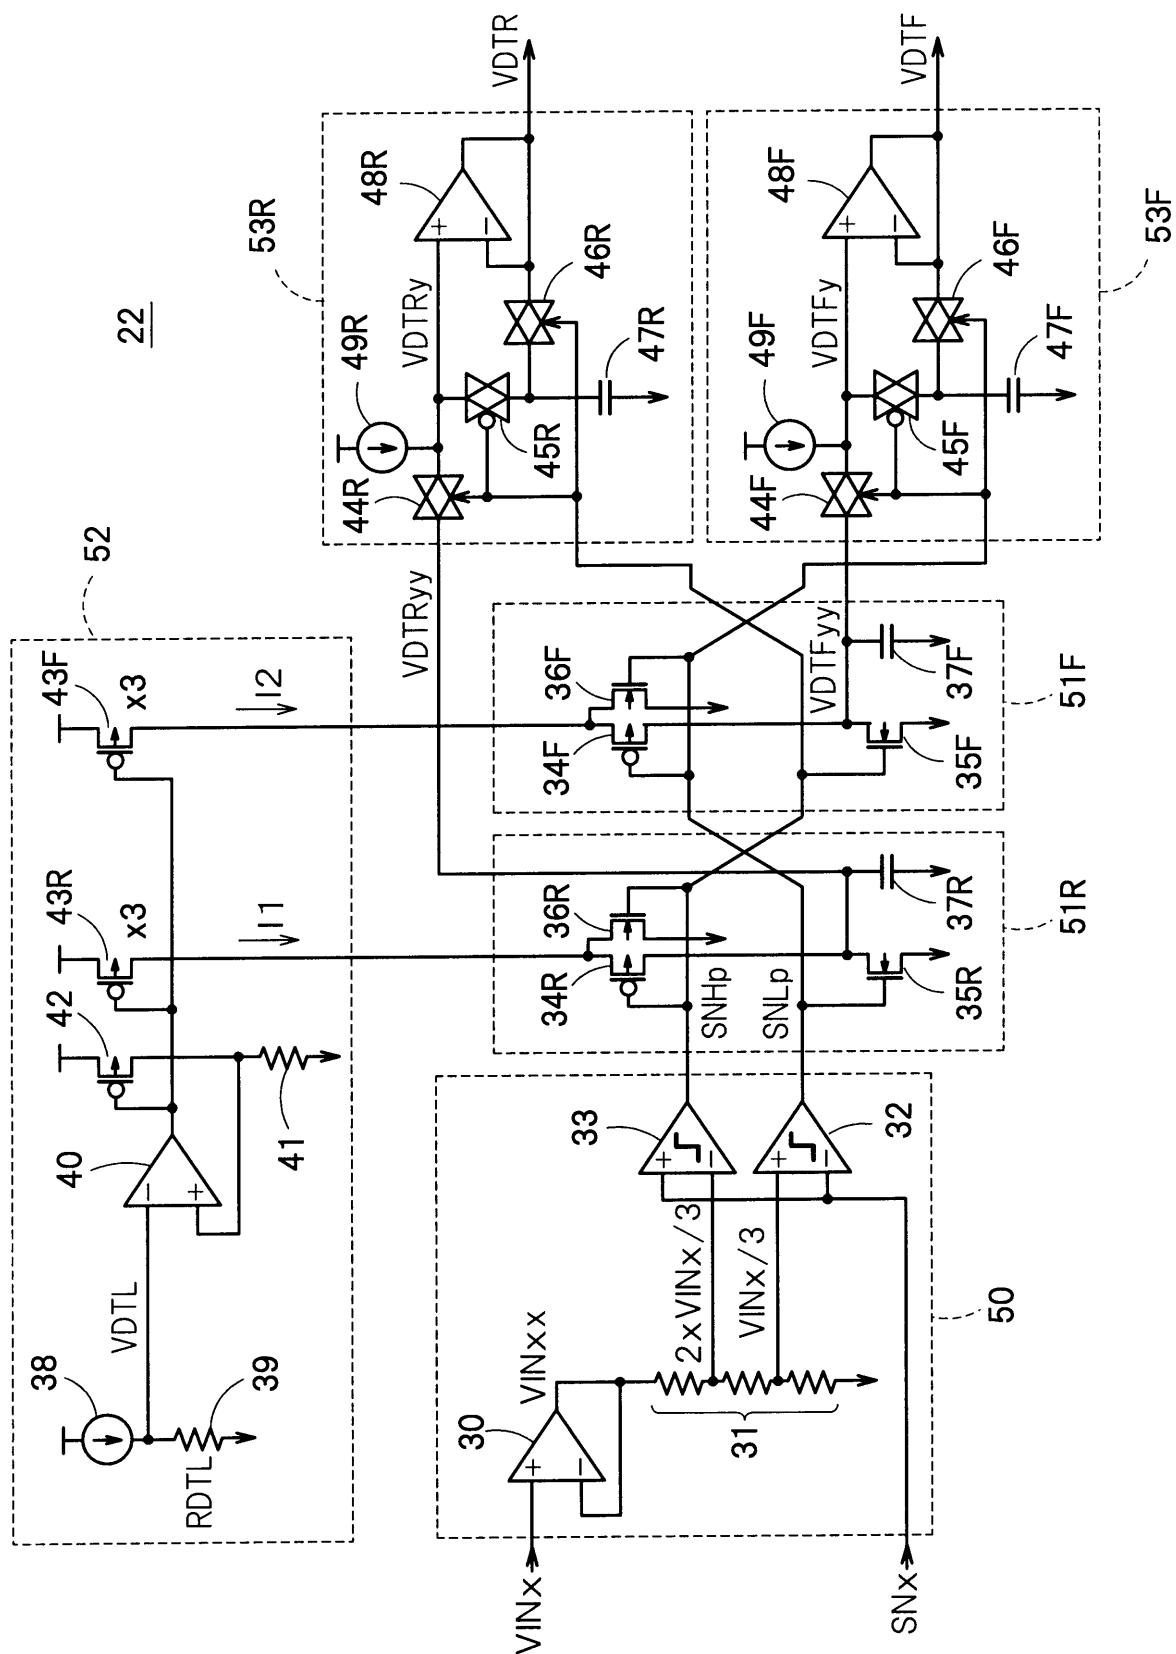 22
52
38
VDTL
RDTL
39
40
−
+
41
42
43R
x3
I1
43F
x3
I2
VINx
30
+
−
VINxx
31
2xVINx/3
VINx/3
33
+
−
32
+
−
SNx
50
SNHp
SNLp
34R
36R
35R
37R
51R
34F
36F
35F
37F
51F
VDTRyy
VDTFyy
53R
44R
49R
45R
VDTRy
46R
47R
48R
+
−
VDTR
53F
44F
49F
45F
VDTFy
46F
47F
48F
+
−
VDTF